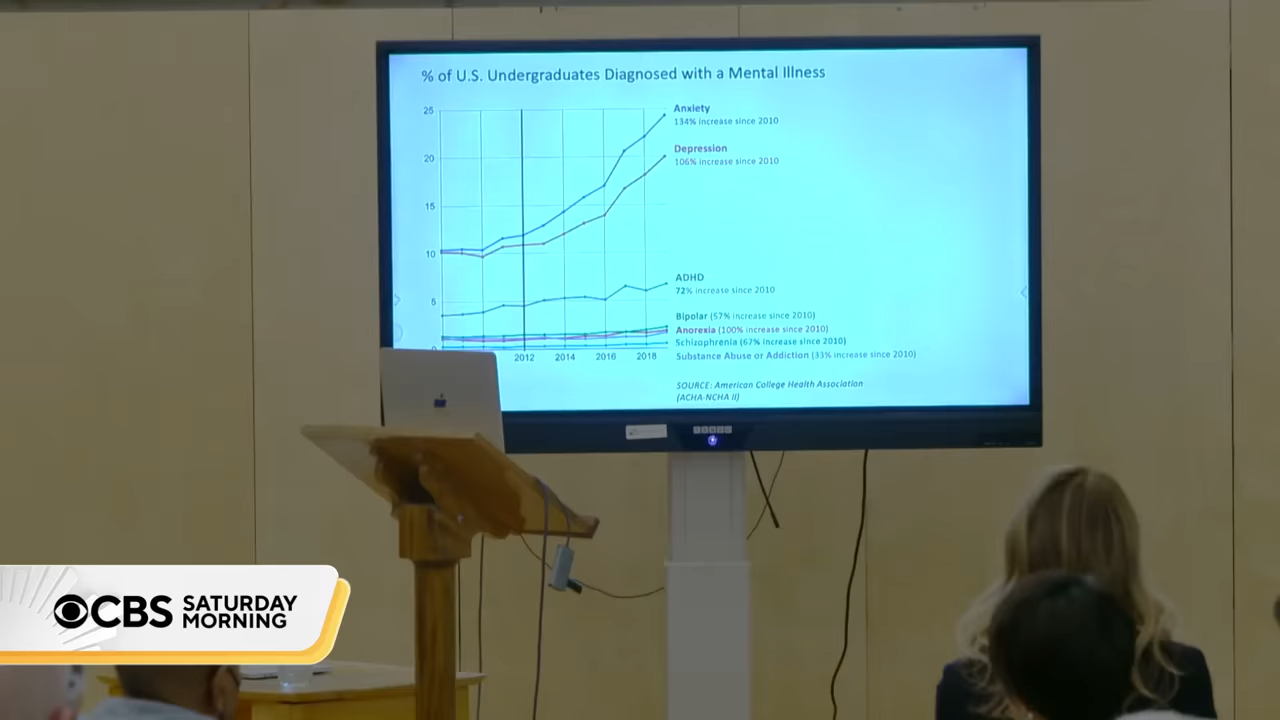 % of U.S. Undergraduates Diagnosed with a Mental Illness
25
20
15
10
5
2012 2014 2016 2018
Anxiety
134% increase since 2010
Depression
106% increase since 2010
ADHD
72% increase since 2010
Bipolar (57% increase since 2010)
Anorexia (100% increase since 2010)
Schizophrenia (67% increase since 2010)
Substance Abuse or Addiction (33% increase since 2010)
SOURCE: American College Health Association
(ACHA-NCHA II)
CBS SATURDAY
MORNING